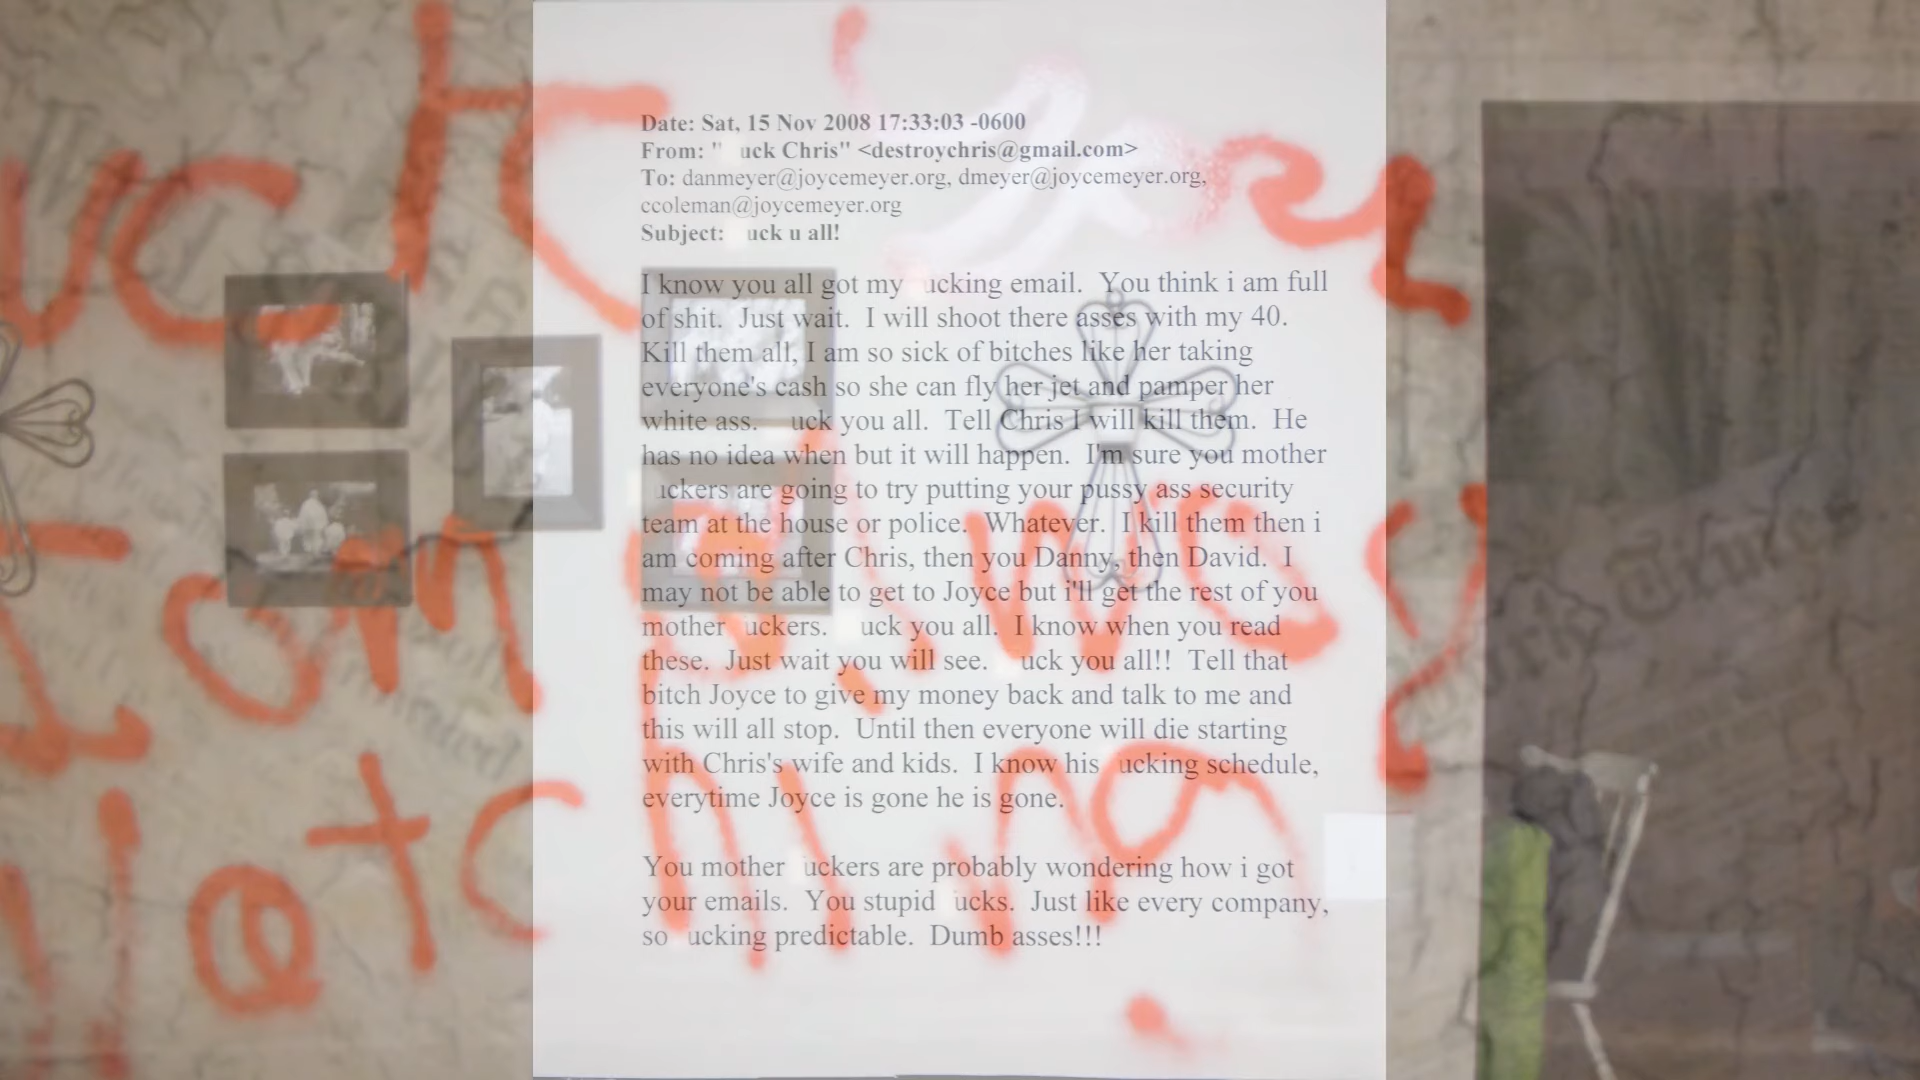 Date: Sat, 15 Nov 2008 17:33:03 -0600
From: " uck Chris" <destroychris@gmail.com>
To: danmeyer@joycemeyer.org, dmeyer@joycemeyer.org,
ccoleman@joycemeyer.org
Subject: uck u all!
I know you all got my ucking email. You think i am full
of shit. Just wait. I will shoot there asses with my 40.
Kill them all, I am so sick of bitches like her taking
everyone's cash so she can fly her jet and pamper her
white ass. uck you all. Tell Chris I will kill them. He
has no idea when but it will happen. I'm sure you mother
uckers are going to try putting your pussy ass security
team at the house or police. Whatever. I kill them then i
am coming after Chris, then you Danny, then David. I
may not be able to get to Joyce but i'll get the rest of you
mother uckers. uck you all. I know when you read
these. Just wait you will see. uck you all!! Tell that
bitch Joyce to give my money back and talk to me and
this will all stop. Until then everyone will die starting
with Chris's wife and kids. I know his ucking schedule,
everytime Joyce is gone he is gone.
You mother uckers are probably wondering how i got
your emails. You stupid ucks. Just like every company,
so ucking predictable. Dumb asses!!!
uck
I am
watching